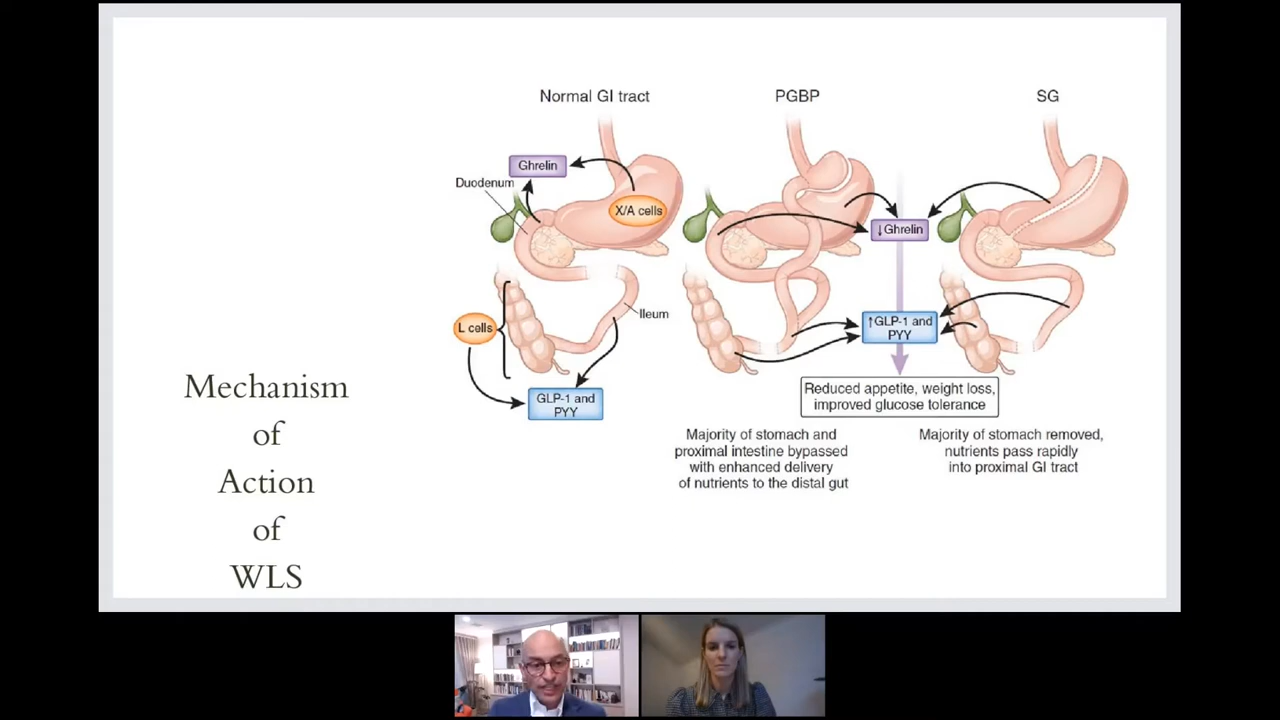 Mechanism
of
Action
of
WLS
Normal GI tract
PGBP
SG
Ghrelin
Duodenum
X/A cells
↓Ghrelin
L cells
Ileum
↑GLP-1 and
PYY
GLP-1 and
PYY
Reduced appetite, weight loss,
improved glucose tolerance
Majority of stomach and
proximal intestine bypassed
with enhanced delivery
of nutrients to the distal gut
Majority of stomach removed,
nutrients pass rapidly
into proximal GI tract